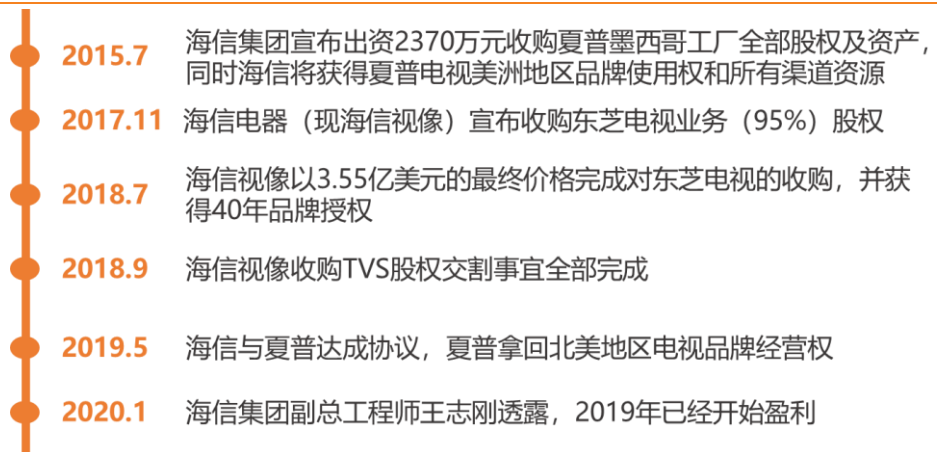 2015.7
海信集团宣布出资2370万元收购夏普墨西哥工厂全部股权及资产，
同时海信将获得夏普电视美洲地区品牌使用权和所有渠道资源
2017.11
海信电器（现海信视像）宣布收购东芝电视业务（95%）股权
2018.7
海信视像以3.55亿美元的最终价格完成对东芝电视的收购，并获
得40年品牌授权
2018.9
海信视像收购TVS股权交割事宜全部完成
2019.5
海信与夏普达成协议，夏普拿回北美地区电视品牌经营权
2020.1
海信集团副总工程师王志刚透露，2019年已经开始盈利